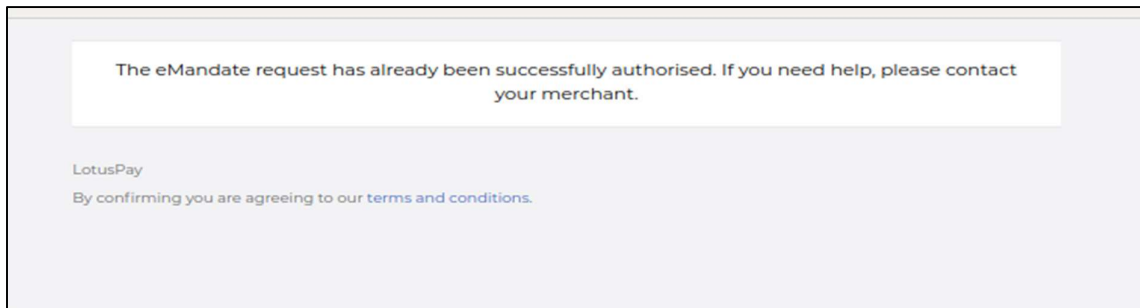 The eMandate request has already been successfully authorised. If you need help, please contact
your merchant.
LotusPay
By confirming you are agreeing to our terms and conditions.